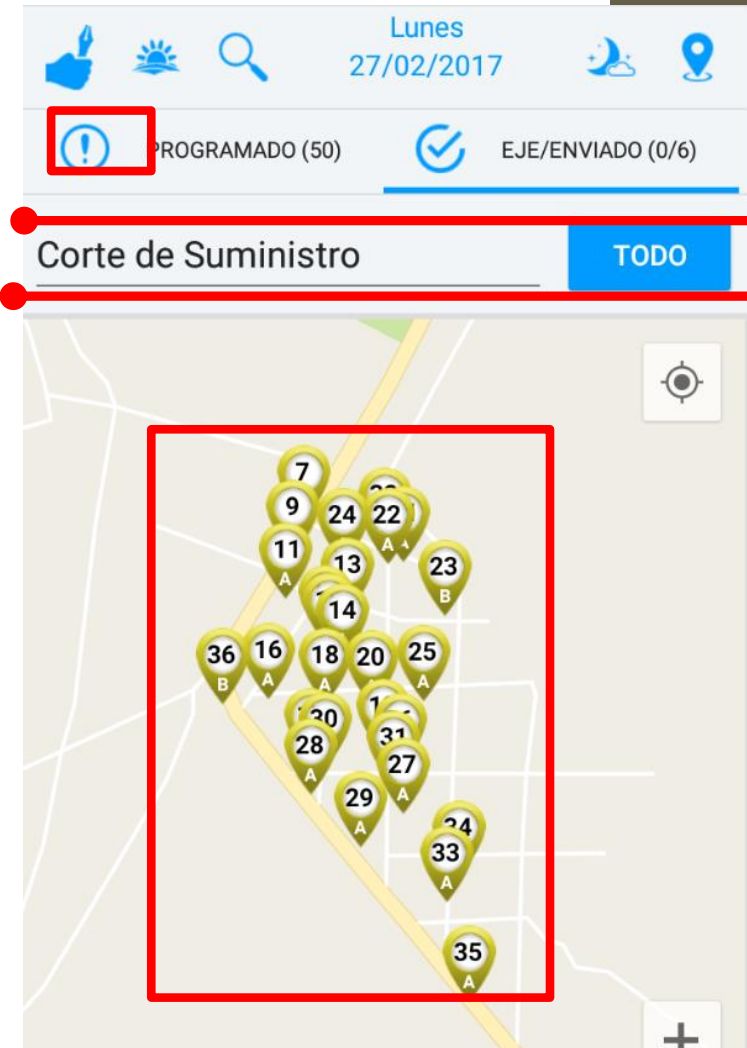 Lunes
27/02/2017
PROGRAMADO (50)
EJE/ENVIADO (0/6)
Corte de Suministro
TODO
7
9
24
22
A
A
11
A
13
23
B
14
36
B
16
A
18
A
20
25
A
30
28
A
31
27
A
29
A
33
A
35
A